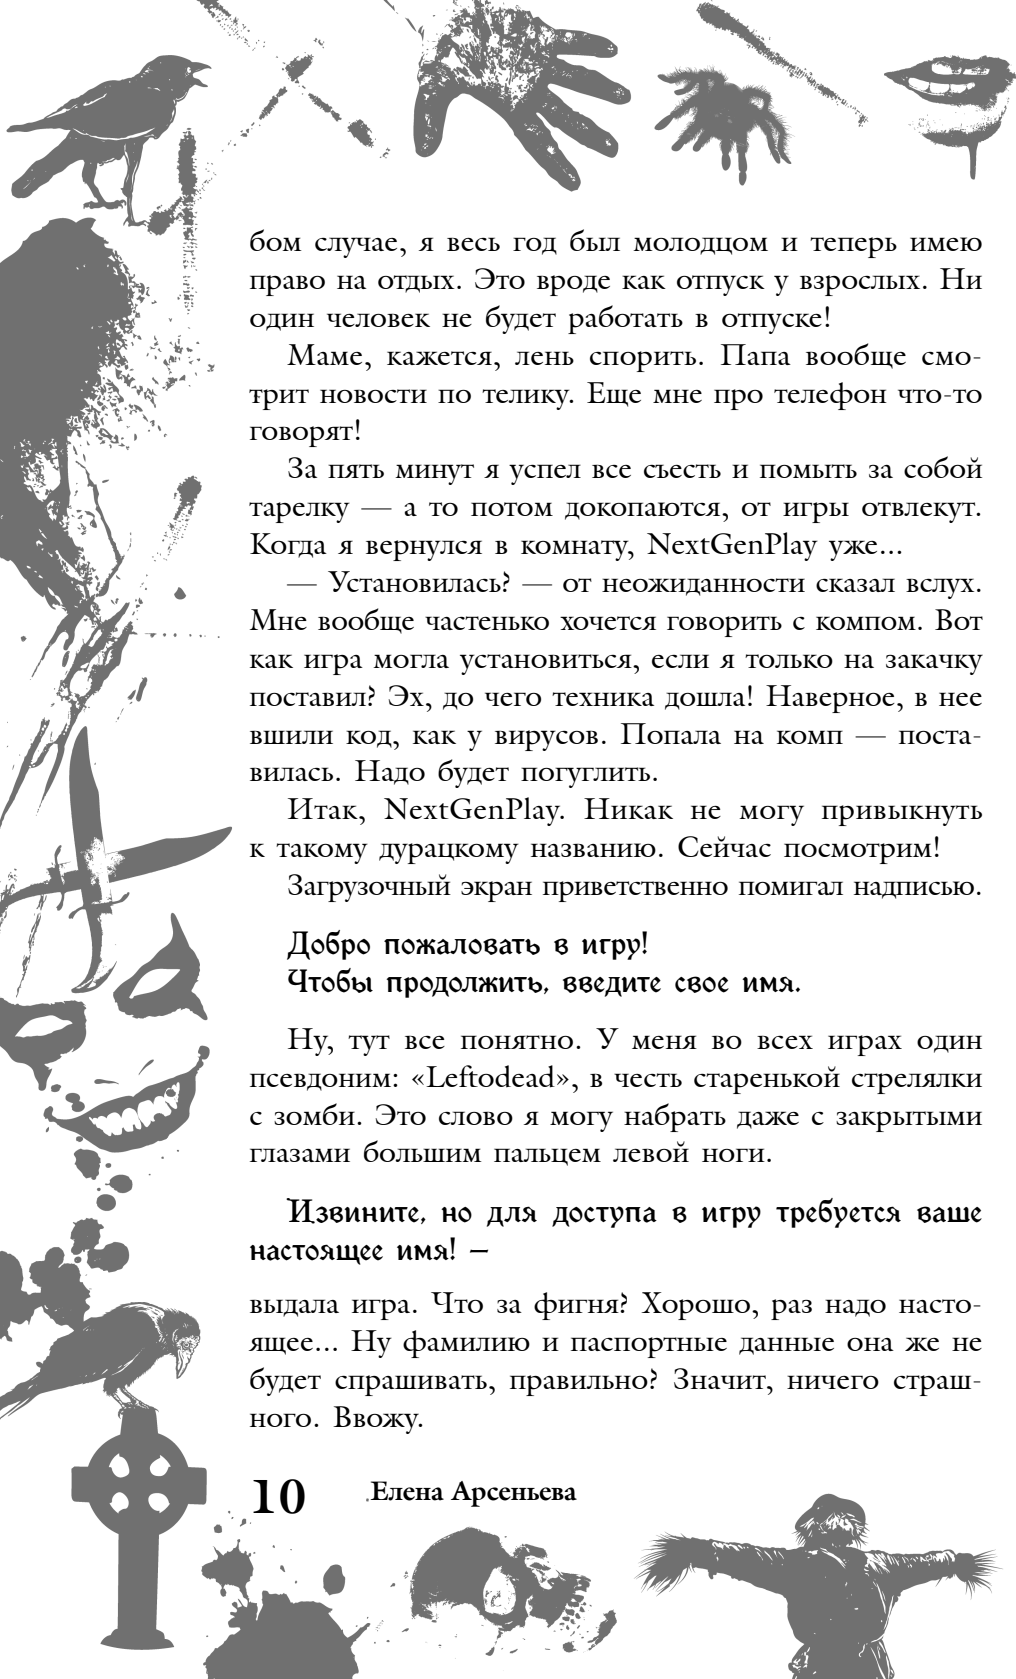 бом случае, я весь год был молодцом и теперь имею
право на отдых. Это вроде как отпуск у взрослых. Ни
один человек не будет работать в отпуске!
Маме, кажется, лень спорить. Папа вообще смо-
трит новости по телику. Еще мне про телефон что-то
говорят!
За пять минут я успел все съесть и помыть за собой
тарелку — а то потом докопаются, от игры отвлекут.
Когда я вернулся в комнату, NextGenPlay уже...
— Установилась? — от неожиданности сказал вслух.
Мне вообще частенько хочется говорить с компом. Вот
как игра могла установиться, если я только на закачку
поставил? Эх, до чего техника дошла! Наверное, в нее
вшили код, как у вирусов. Попала на комп — поста-
вилась. Надо будет погуглить.
Итак, NextGenPlay. Никак не могу привыкнуть
к такому дурацкому названию. Сейчас посмотрим!
Загрузочный экран приветственно помигал надписью.
Добро пожаловать в игру!
Чтобы продолжить, введите свое имя.
Ну, тут все понятно. У меня во всех играх один
псевдоним: «Leftodead», в честь старенькой стрелялки
с зомби. Это слово я могу набрать даже с закрытыми
глазами большим пальцем левой ноги.
Извините, но для доступа в игру требуется ваше
настоящее имя! —
выдала игра. Что за фигня? Хорошо, раз надо насто-
ящее... Ну фамилию и паспортные данные она же не
будет спрашивать, правильно? Значит, ничего страш-
ного. Ввожу.
10 Елена Арсеньева